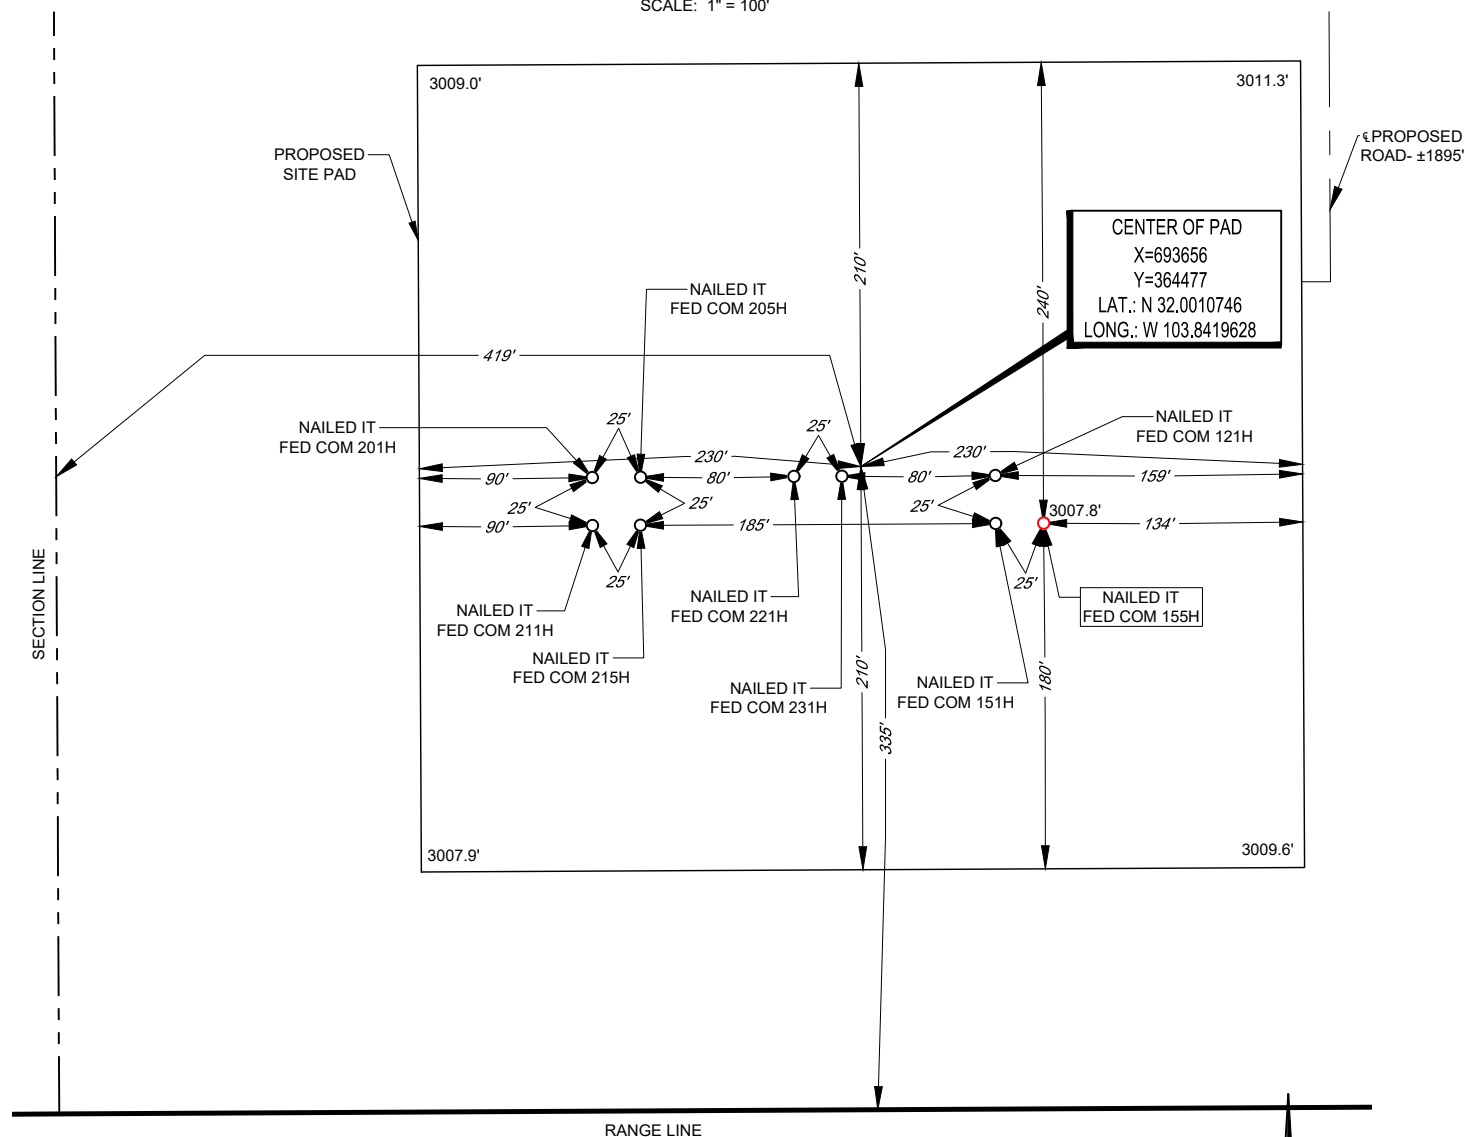 SCALE: 1" = 100'
3009.0'
3011.3'
PROPOSED
SITE PAD
℄PROPOSED
ROAD- ±1895'
CENTER OF PAD
X=693656
Y=364477
LAT.: N 32.0010746
LONG.: W 103.8419628
210'
240'
NAILED IT
FED COM 205H
419'
NAILED IT
FED COM 201H
25'
25'
NAILED IT
FED COM 121H
230'
230'
90'
80'
80'
159'
25'
25'
25'
3007.8'
90'
185'
134'
25'
25'
SECTION LINE
NAILED IT
FED COM 211H
NAILED IT
FED COM 221H
NAILED IT
FED COM 155H
NAILED IT
FED COM 215H
NAILED IT
FED COM 231H
210'
NAILED IT
FED COM 151H
180'
335'
3007.9'
3009.6'
RANGE LINE